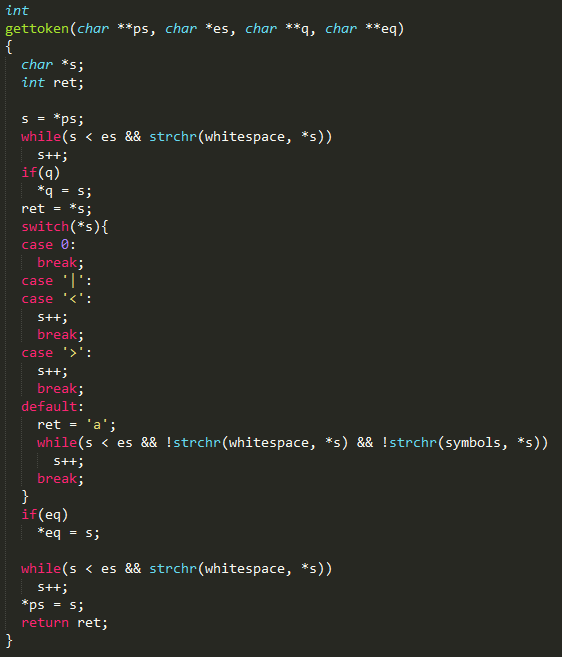 int
gettoken(char **ps, char *es, char **q, char **eq)
{
  char *s;
  int ret;

  s = *ps;
  while(s < es && strchr(whitespace, *s))
    s++;
  if(q)
    *q = s;
  ret = *s;
  switch(*s){
  case 0:
    break;
  case '|':
  case '<':
    s++;
    break;
  case '>':
    s++;
    break;
  default:
    ret = 'a';
    while(s < es && !strchr(whitespace, *s) && !strchr(symbols, *s))
      s++;
    break;
  }
  if(eq)
    *eq = s;

  while(s < es && strchr(whitespace, *s))
    s++;
  *ps = s;
  return ret;
}